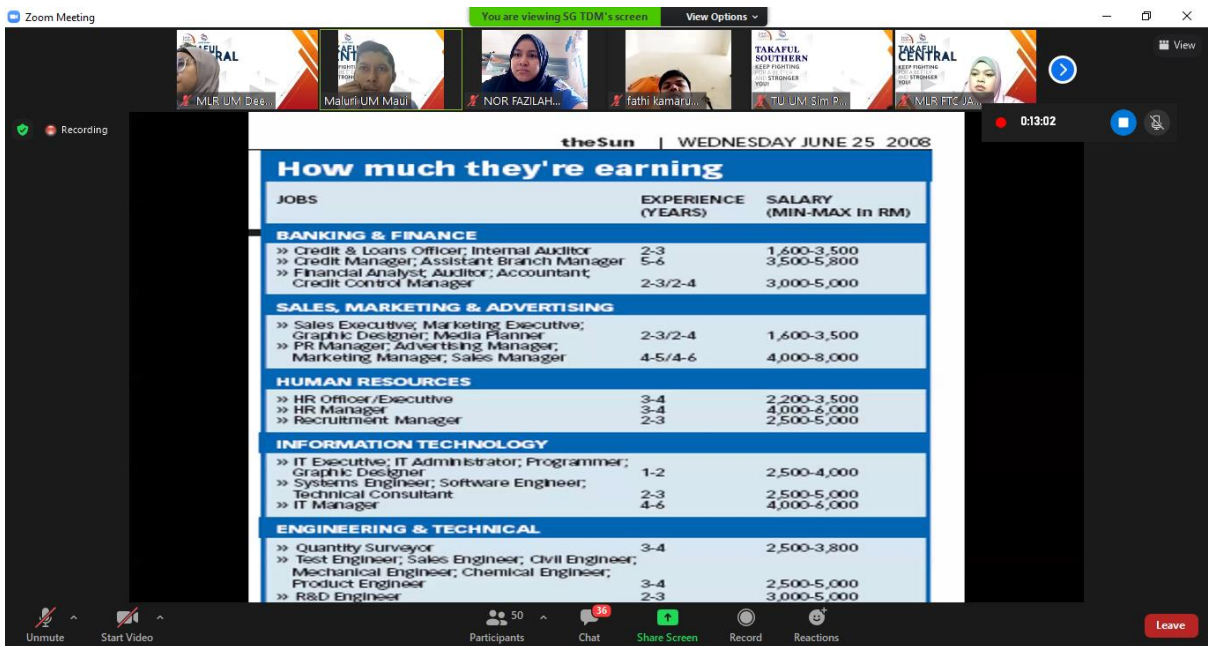 Zoom Meeting
You are viewing SG TDM's screen
View Options
View
MLR UM Dee...
Maluri UM Maui
NOR FAZILAH...
fathi kamaru...
TAKAFUL
SOUTHERN
KEEP FIGHTING
STRONGER
YOU!
TU UM Sim P...
TAKAFUL
CENTRAL
KEEP FIGHTING
STRONGER
MLR FTC JA...
Recording
0:13:02
theSun | WEDNESDAY JUNE 25 2008
How much they're earning
JOBS EXPERIENCE (YEARS) SALARY (MIN-MAX In RM)
BANKING & FINANCE
» Credit & Loans Officer; Internal Auditor 2-3 1,600-3,500
» Credit Manager; Assistant Branch Manager 5-6 3,500-5,800
» Financial Analyst; Auditor; Accountant;
Credit Control Manager 2-3/2-4 3,000-5,000
SALES, MARKETING & ADVERTISING
» Sales Executive; Marketing Executive;
Graphic Designer; Media Planner 2-3/2-4 1,600-3,500
» PR Manager; Advertising Manager;
Marketing Manager; Sales Manager 4-5/4-6 4,000-8,000
HUMAN RESOURCES
» HR Officer/Executive 3-4 2,200-3,500
» HR Manager 3-4 4,000-6,000
» Recruitment Manager 2-3 2,500-5,000
INFORMATION TECHNOLOGY
» IT Executive; IT Administrator; Programmer;
Graphic Designer 1-2 2,500-4,000
» Systems Engineer; Software Engineer;
Technical Consultant 2-3 2,500-5,000
» IT Manager 4-6 4,000-6,000
ENGINEERING & TECHNICAL
» Quantity Surveyor 3-4 2,500-3,800
» Test Engineer; Sales Engineer; Civil Engineer;
Mechanical Engineer; Chemical Engineer;
Product Engineer 3-4 2,500-5,000
» R&D Engineer 2-3 3,000-5,000
Unmute
Start Video
50
Participants
36
Chat
Share Screen
Record
Reactions
Leave